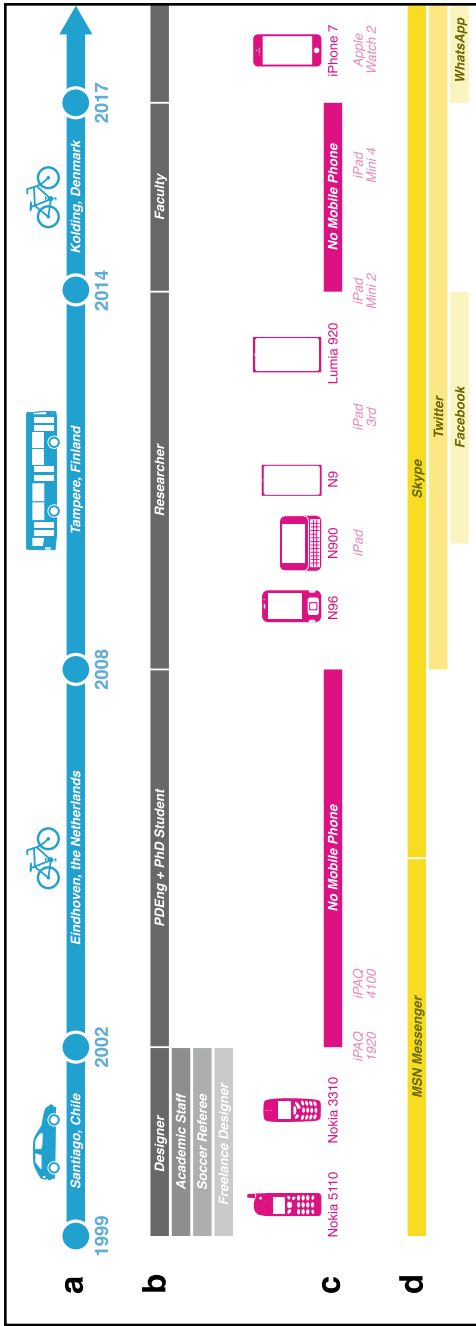 a
Santiago, Chile
Eindhoven, the Netherlands
Tampere, Finland
Kolding, Denmark
1999
2002
2008
2014
2017
b
Designer
PDEng + PhD Student
Researcher
Faculty
Academic Staff
Soccer Referee
Freelance Designer
c
Nokia 5110
Nokia 3310
No Mobile Phone
N96
N900
N9
Lumia 920
No Mobile Phone
iPhone 7
iPAQ
1920
iPAQ
4100
iPad
iPad
3rd
iPad
Mini 2
iPad
Mini 4
Apple
Watch 2
d
MSN Messenger
Skype
Twitter
Facebook
WhatsApp